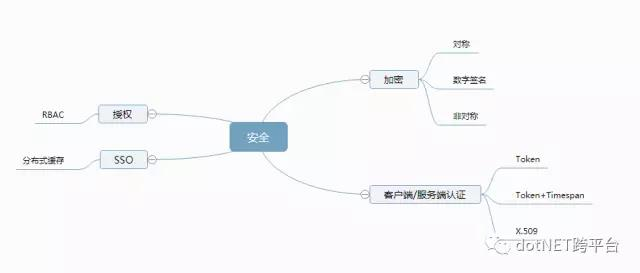 安全
授权
RBAC
SSO
分布式缓存
加密
对称
数字签名
非对称
客户端/服务端认证
Token
Token+Timespan
X.509
dotNET跨平台